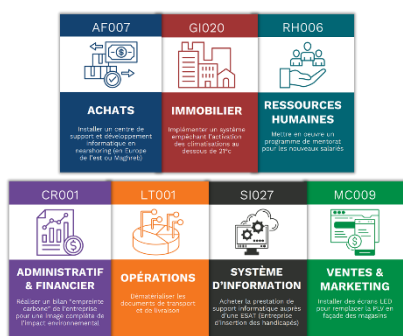 AF007
GI020
RH006
ACHATS
Installer un centre de
support et développement
informatique en
nearshoring (en Europe
de l'est ou Maghreb)
IMMOBILIER
Implémenter un système
empêchant l'activation
des climatisations au
dessous de 21°c
RESSOURCES
HUMAINES
Mettre en oeuvre un
programme de mentorat
pour les nouveaux salariés
CR001
LT001
SI027
MC009
ADMINISTRATIF
& FINANCIER
Réaliser un bilan "empreinte
carbone" de l'entreprise
pour une image complète de
l'impact environnemental
OPÉRATIONS
Dématérialiser les
documents de transport
et de livraison
SYSTÈME
D'INFORMATION
Acheter la prestation de
support informatique auprès
d'une ESAT (Entreprise
d'insertion des handicapés)
VENTES &
MARKETING
Installer des écrans LED
pour remplacer la PLV en
façade des magasins